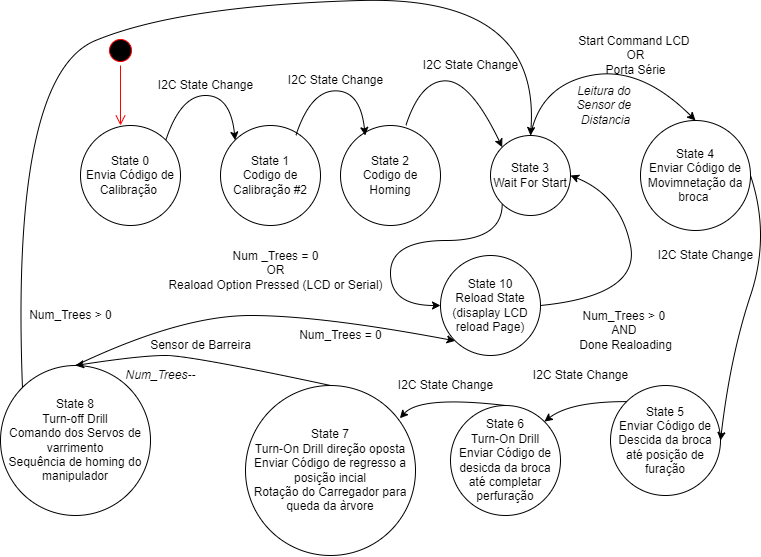 I2C State Change
I2C State Change
I2C State Change
Start Command LCD
OR
Porta Série
Leitura do
Sensor de
Distancia
State 0
Envia Código de
Calibração
State 1
Codigo de
Calibração #2
State 2
Codigo de
Homing
State 3
Wait For Start
State 4
Enviar Código de
Movimnetação da
broca
I2C State Change
Num _Trees = 0
OR
Reaload Option Pressed (LCD or Serial)
State 10
Reload State
(disaplay LCD
reload Page)
Num_Trees > 0
AND
Done Realoading
Num_Trees > 0
Num_Trees = 0
Sensor de Barreira
Num_Trees--
I2C State Change
I2C State Change
State 8
Turn-off Drill
Comando dos Servos de
varrimento
Sequência de homing do
manipulador
State 7
Turn-On Drill direção oposta
Enviar Código de regresso a
posição incial
Rotação do Carregador para
queda da árvore
State 6
Turn-On Drill
Enviar Código de
desicda da broca
até completar
perfuração
State 5
Enviar Código de
Descida da broca
até posição de
furação